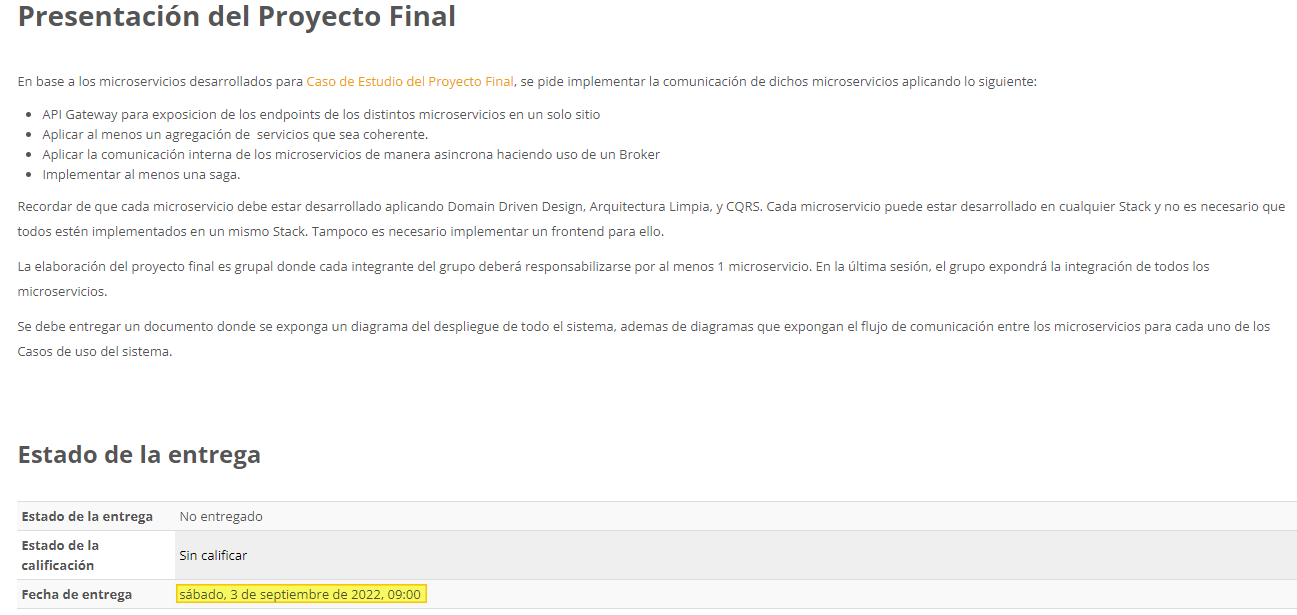 Presentación del Proyecto Final
En base a los microservicios desarrollados para Caso de Estudio del Proyecto Final, se pide implementar la comunicación de dichos microservicios aplicando lo siguiente:
• API Gateway para exposicion de los endpoints de los distintos microservicios en un solo sitio
• Aplicar al menos un agregación de  servicios que sea coherente.
• Aplicar la comunicación interna de los microservicios de manera asincrona haciendo uso de un Broker
• Implementar al menos una saga.
Recordar de que cada microservicio debe estar desarrollado aplicando Domain Driven Design, Arquitectura Limpia, y CQRS. Cada microservicio puede estar desarrollado en cualquier Stack y no es necesario que
todos estén implementados en un mismo Stack. Tampoco es necesario implementar un frontend para ello.
La elaboración del proyecto final es grupal donde cada integrante del grupo deberá responsabilizarse por al menos 1 microservicio. En la última sesión, el grupo expondrá la integración de todos los
microservicios.
Se debe entregar un documento donde se exponga un diagrama del despliegue de todo el sistema, ademas de diagramas que expongan el flujo de comunicación entre los microservicios para cada uno de los
Casos de uso del sistema.
Estado de la entrega
Estado de la entrega No entregado
Estado de la
calificación Sin calificar
Fecha de entrega sábado, 3 de septiembre de 2022, 09:00